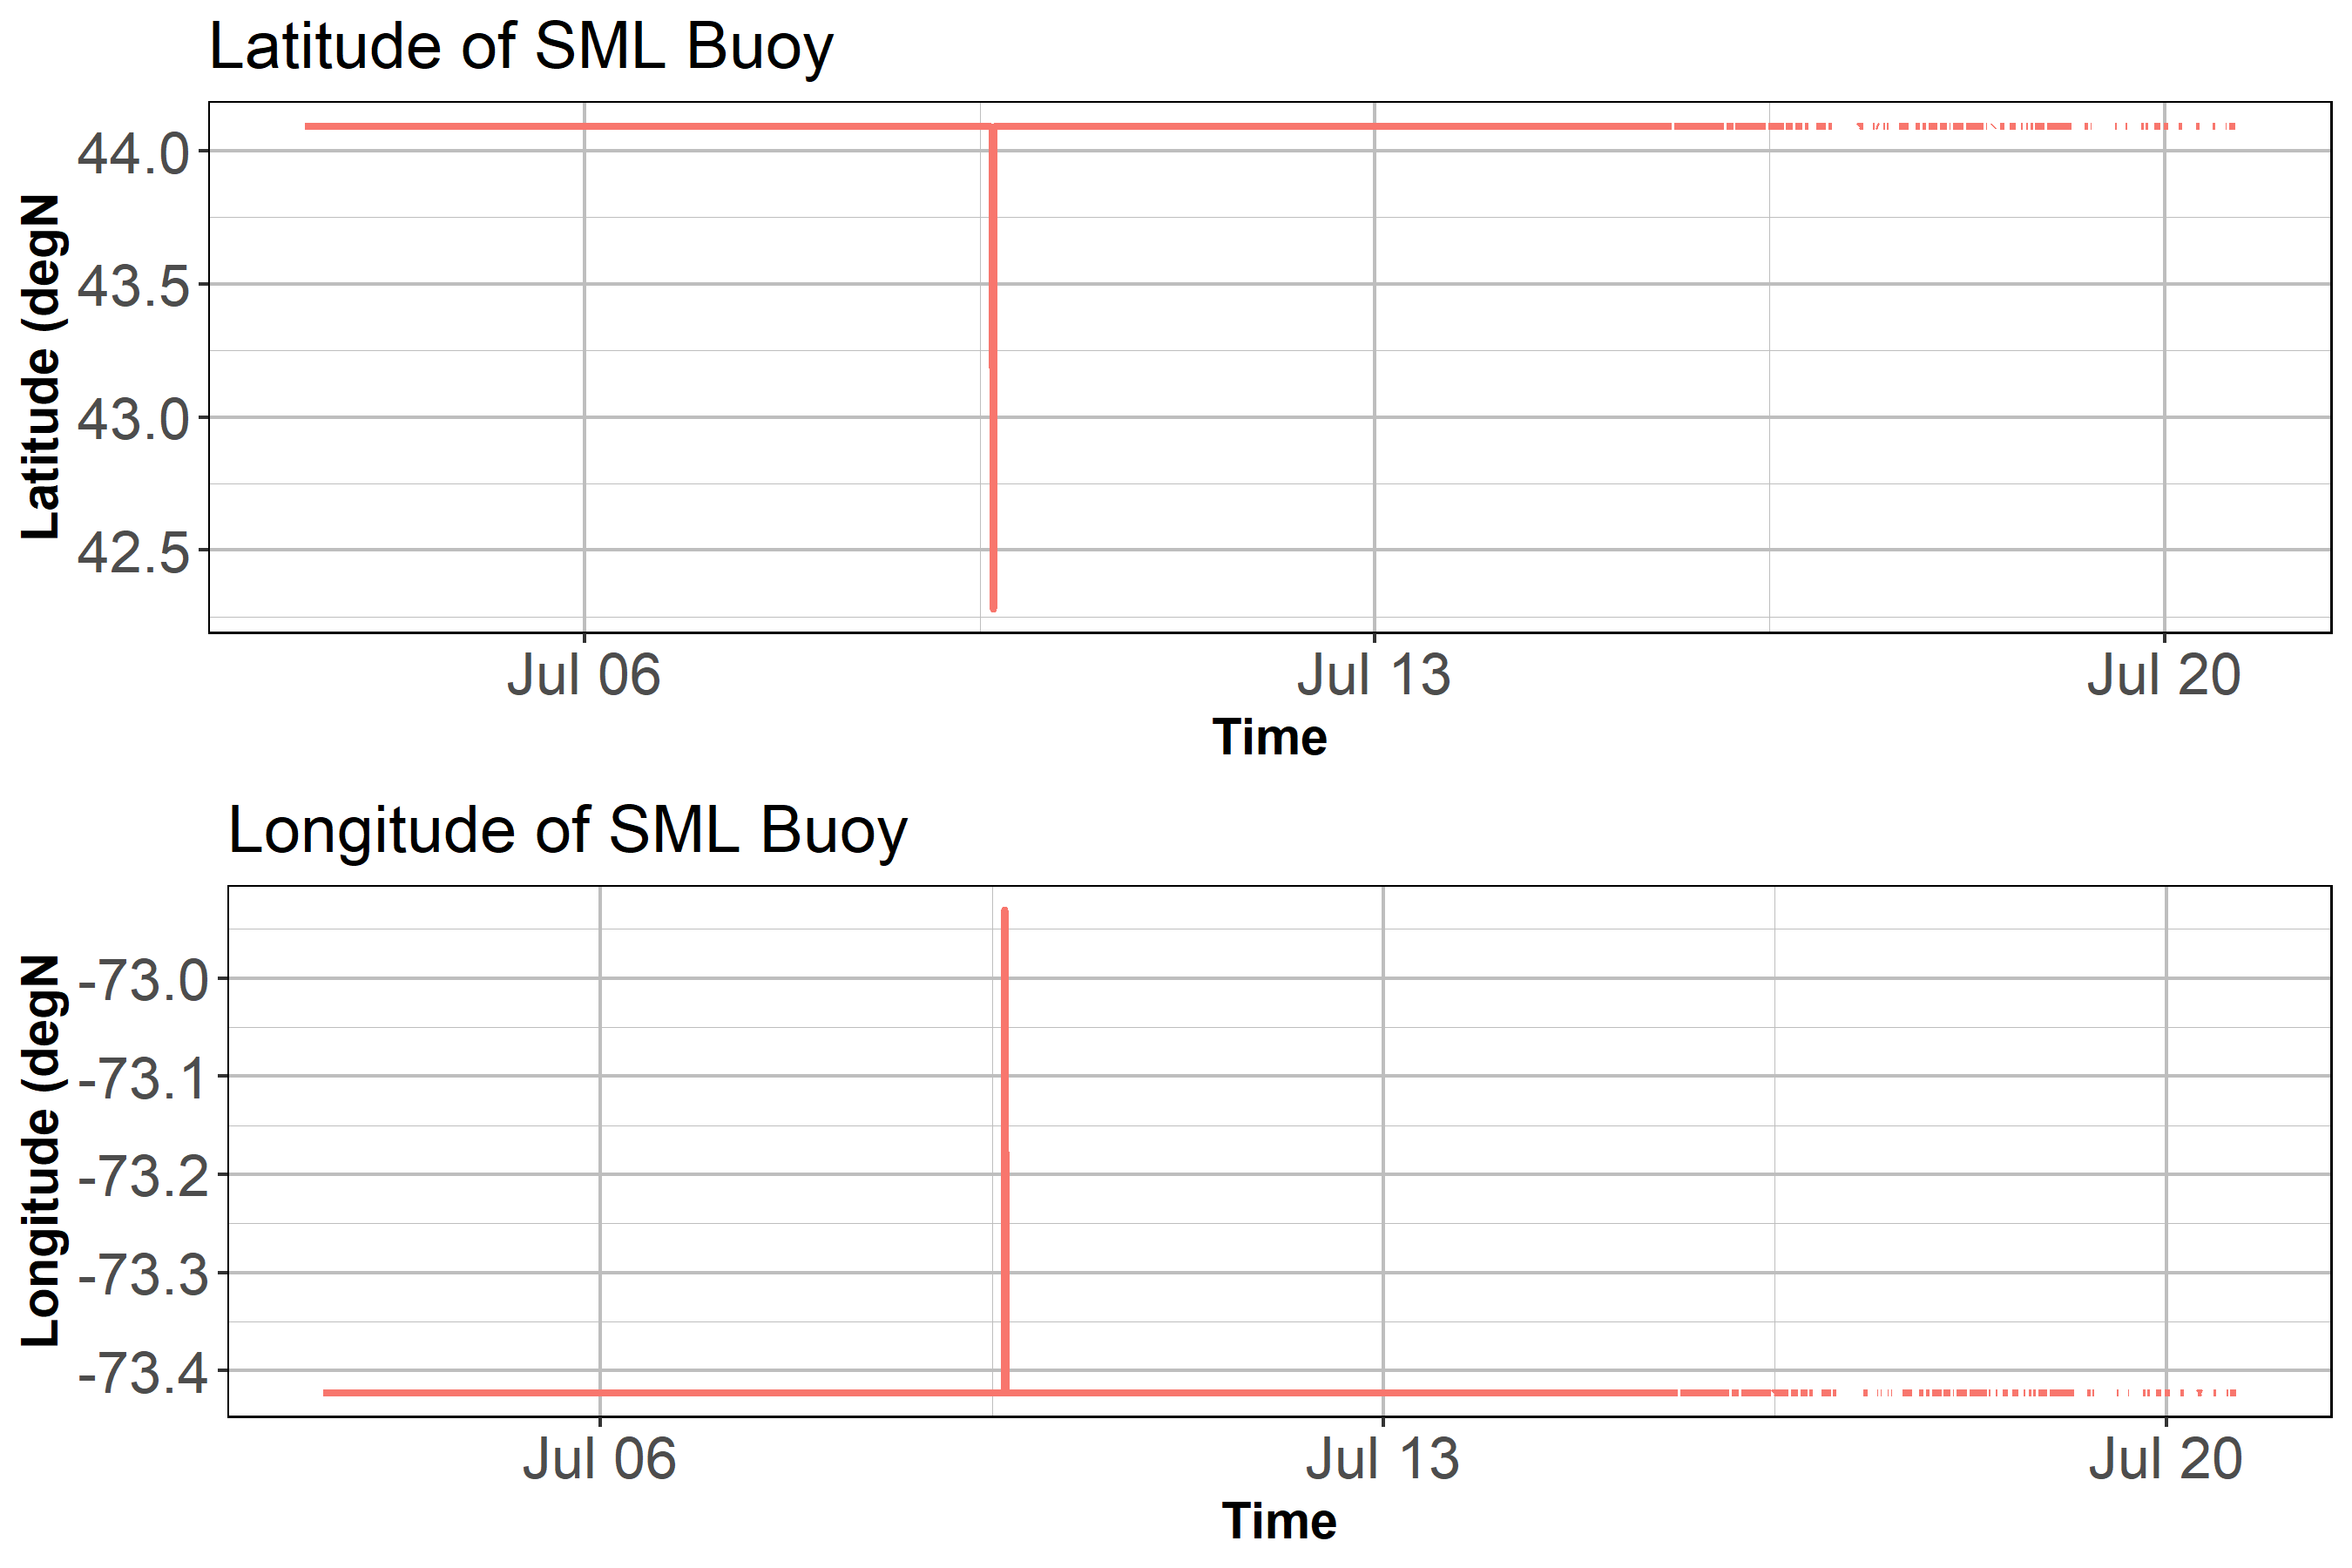 Latitude of SML Buoy
Latitude (degN
44.0
43.5
43.0
42.5
Jul 06 Jul 13 Jul 20
Time
Longitude of SML Buoy
Longitude (degN
-73.0
-73.1
-73.2
-73.3
-73.4
Jul 06 Jul 13 Jul 20
Time